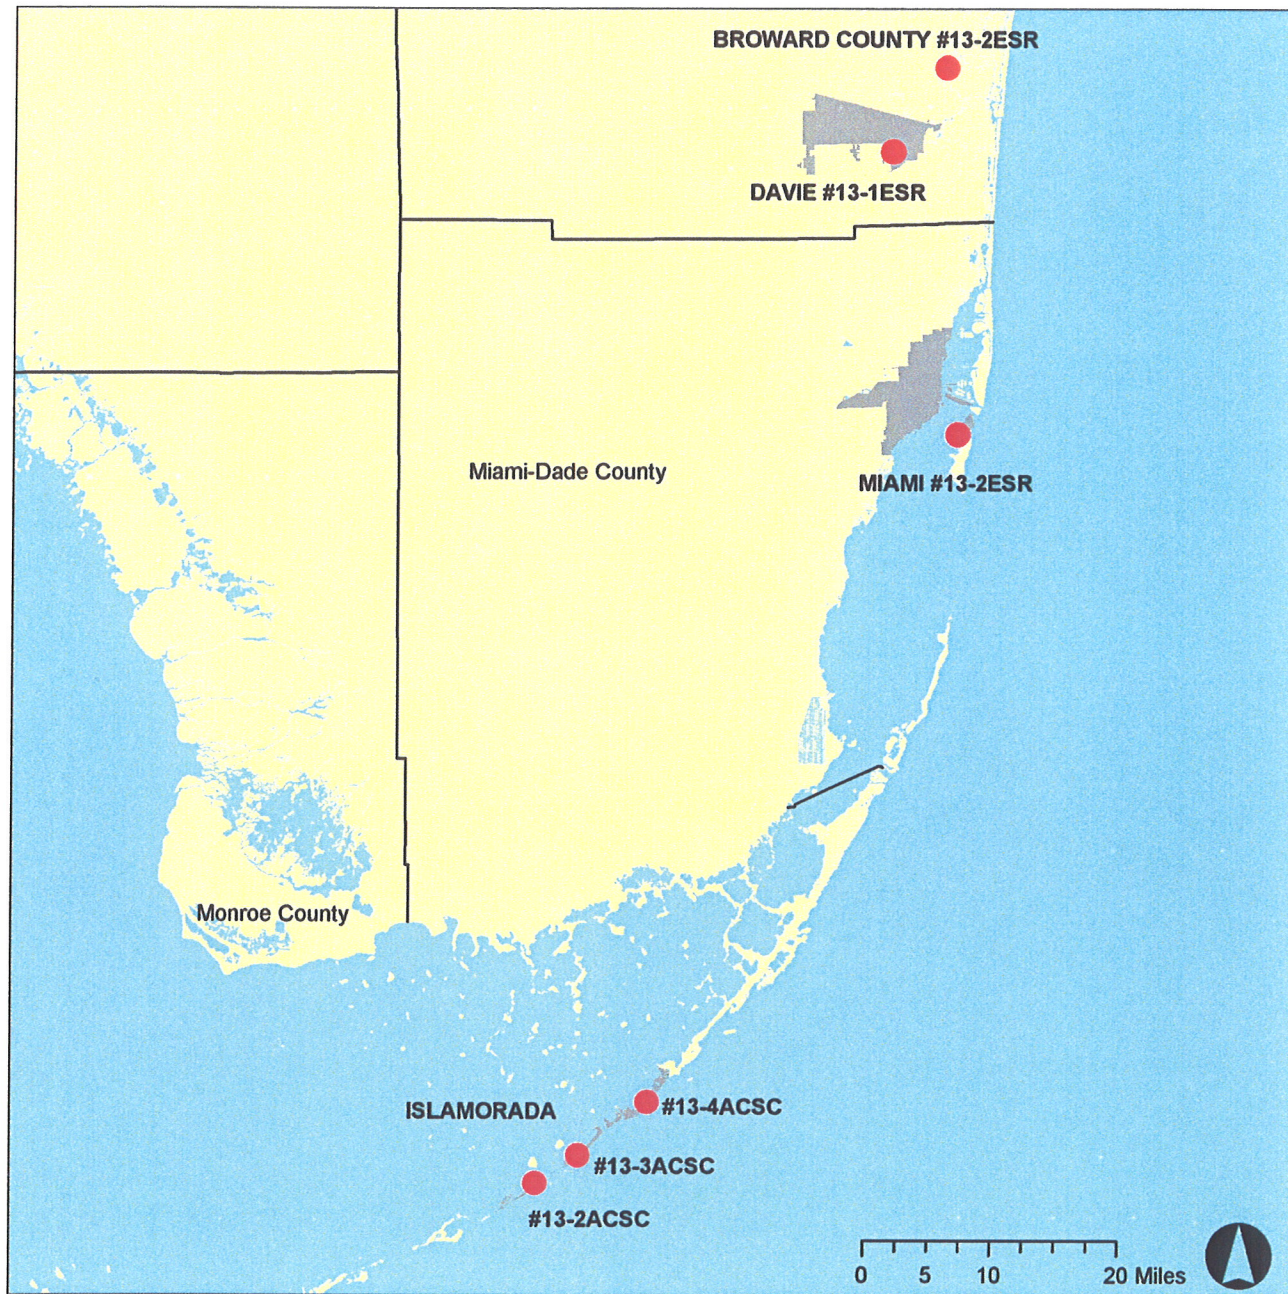 BROWARD COUNTY #13-2ESR
DAVIE #13-1ESR
Miami-Dade County
MIAMI #13-2ESR
Monroe County
ISLAMORADA
#13-4ACSC
#13-3ACSC
#13-2ACSC
0 5 10 20 Miles